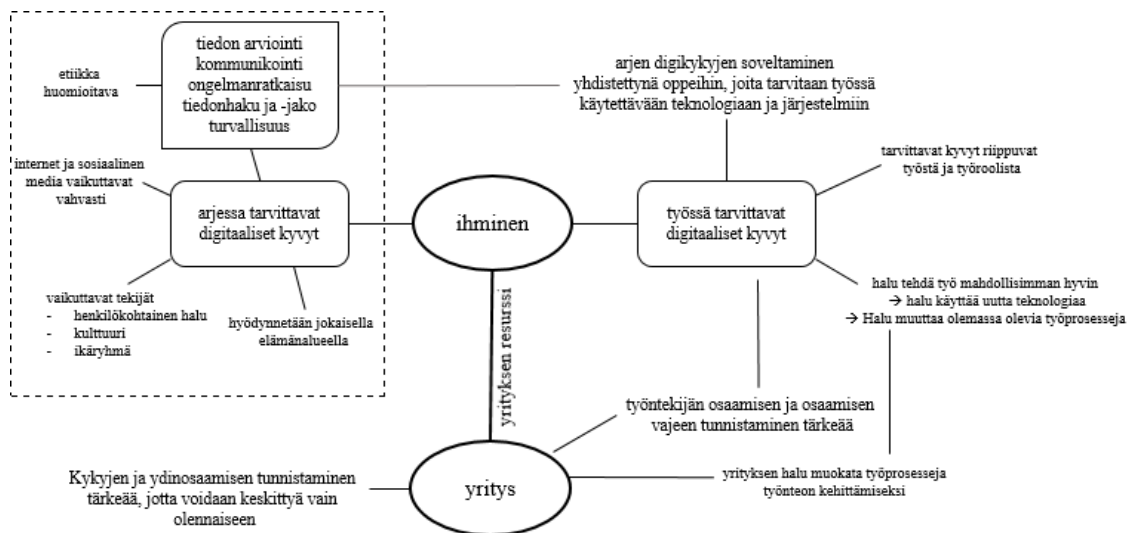 tiedon arviointi
kommunikointi
ongelmanratkaisu
tiedonhaku ja -jako
turvallisuus
etiikka
huomioitava
arjen digikykyjen soveltaminen
yhdistettynä oppeihin, joita tarvitaan työssä
käytettävään teknologiaan ja järjestelmiin
internet ja sosiaalinen
media vaikuttavat
vahvasti
tarvittavat kyvyt riippuvat
työstä ja työroolista
arjessa tarvittavat
digitaaliset kyvyt
ihminen
työssä tarvittavat
digitaaliset kyvyt
vaikuttavat tekijät
- henkilökohtainen halu
- kulttuuri
- ikäryhmä
hyödynnetään jokaisella
elämänalueella
yrityksen resurssi
halu tehdä työ mahdollisimman hyvin
→ halu käyttää uutta teknologiaa
→ Halu muuttaa olemassa olevia työprosesseja
työntekijän osaamisen ja osaamisen
vajeen tunnistaminen tärkeää
Kykyjen ja ydinosaamisen tunnistaminen
tärkeää, jotta voidaan keskittyä vain
olennaiseen
yritys
yrityksen halu muokata työprosesseja
työnteon kehittämiseksi